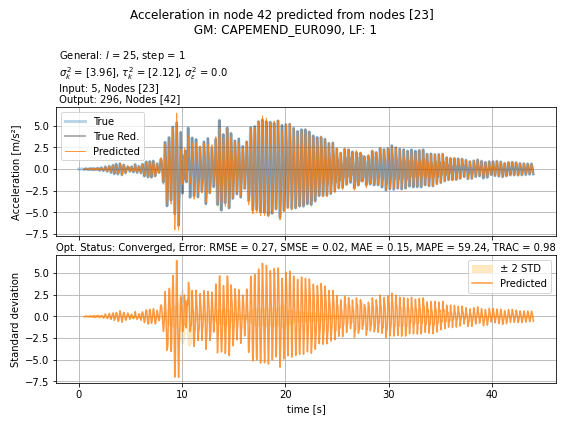 Acceleration in node 42 predicted from nodes [23]
GM: CAPEMEND_EUR090, LF: 1
General: l = 25, step = 1
σ²ₖ = [3.96], τ²ₖ = [2.12], σ²ₑ = 0.0
Input: 5, Nodes [23]
Output: 296, Nodes [42]
True
True Red.
Predicted
Acceleration [m/s²]
5.0
2.5
0.0
−2.5
−5.0
−7.5
Opt. Status: Converged, Error: RMSE = 0.27, SMSE = 0.02, MAE = 0.15, MAPE = 59.24, TRAC = 0.98
± 2 STD
Predicted
Standard deviation
5.0
2.5
0.0
−2.5
−5.0
−7.5
0
10
20
30
40
time [s]